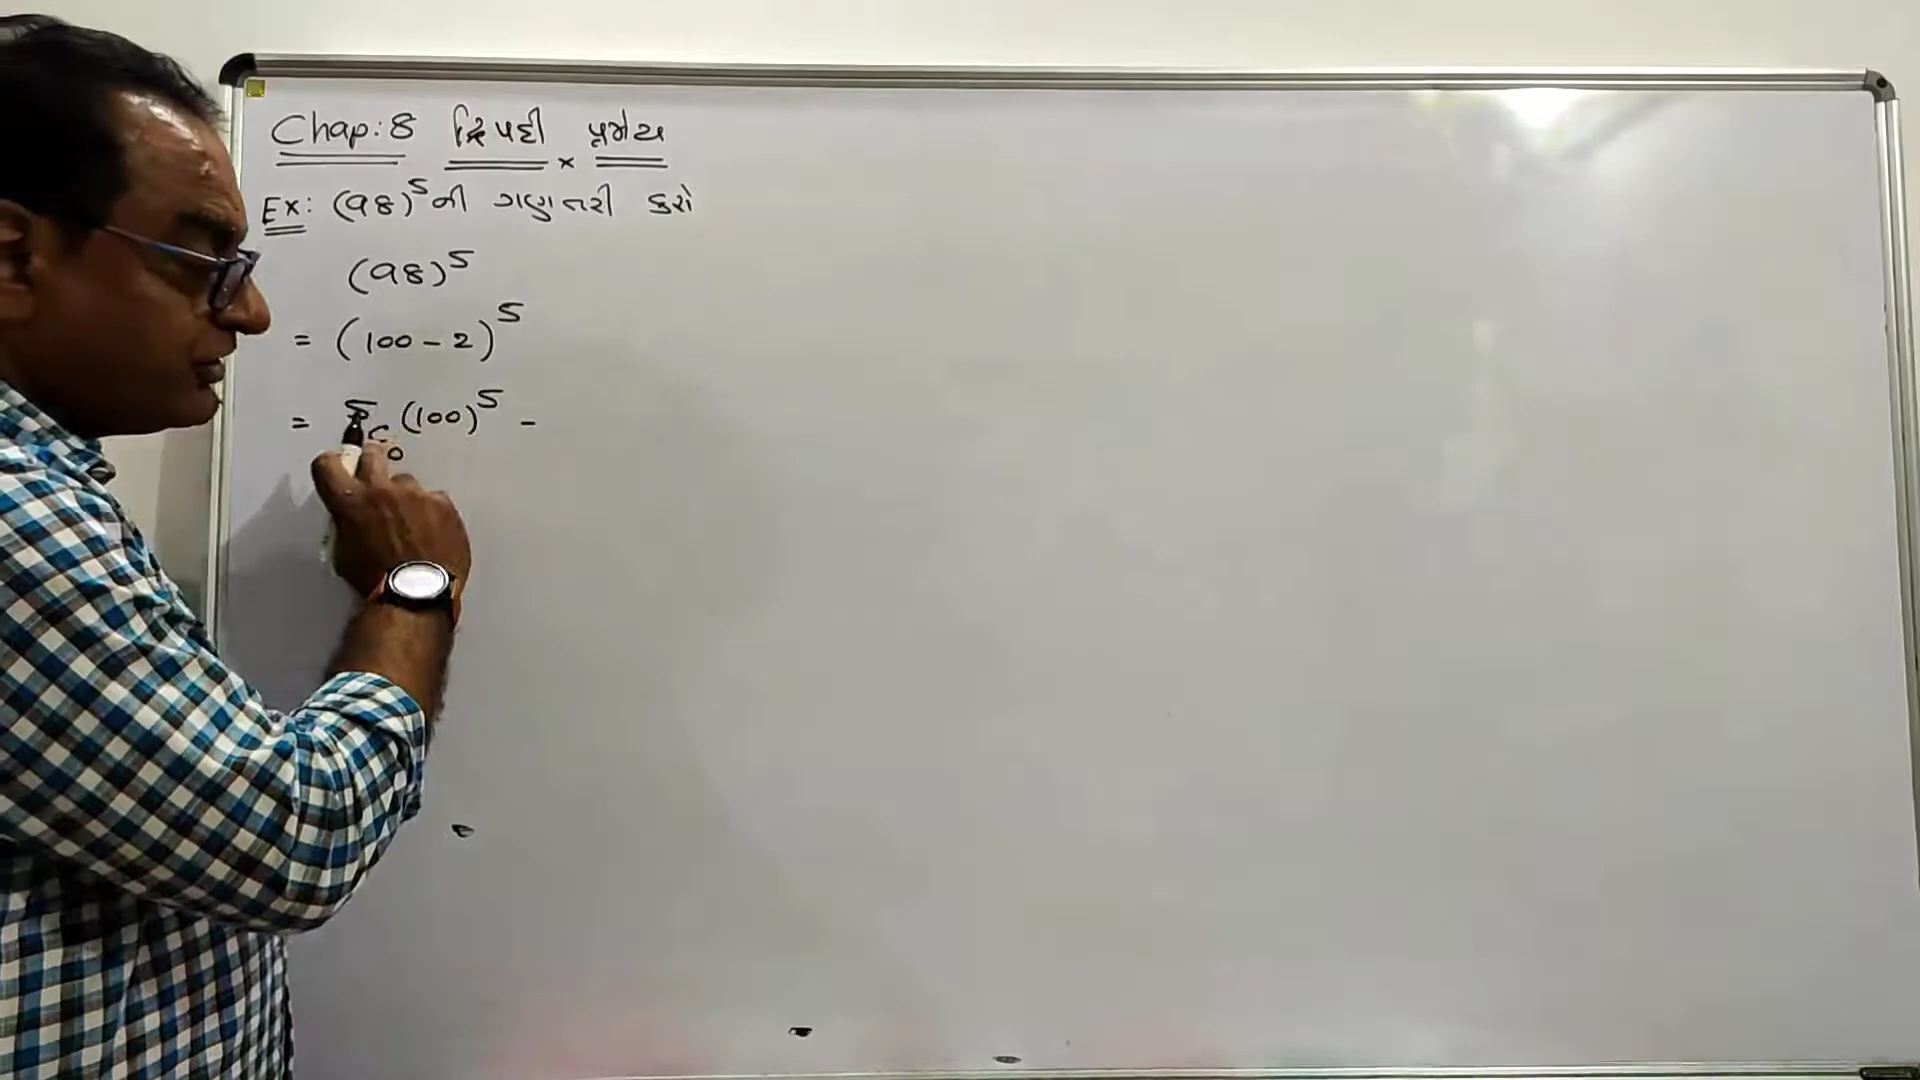 Chap: 8 દ્વિપદી પ્રમેય
Ex: (98)⁵ ની ગણતરી કરો
(98)⁵
= (100 - 2)⁵
= ⁵C₀ (100)⁵ -